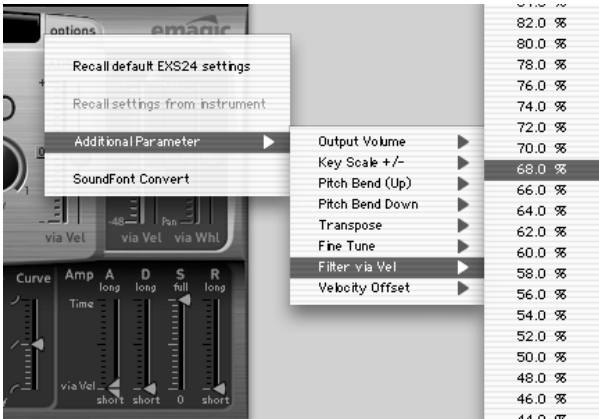 options
emagic
Recall default EXS24 settings
Recall settings from instrument
Additional Parameter
SoundFont Convert
Output Volume
Key Scale +/-
Pitch Bend (Up)
Pitch Bend Down
Transpose
Fine Tune
Filter via Vel
Velocity Offset
82.0 %
80.0 %
78.0 %
76.0 %
74.0 %
72.0 %
70.0 %
68.0 %
66.0 %
64.0 %
62.0 %
60.0 %
58.0 %
56.0 %
54.0 %
52.0 %
50.0 %
48.0 %
46.0 %
44.0 %
-48 Pan
via Vel via Vel via Whl
Curve Amp A D S R
long long full long
Time
via Vel
short short 0 short